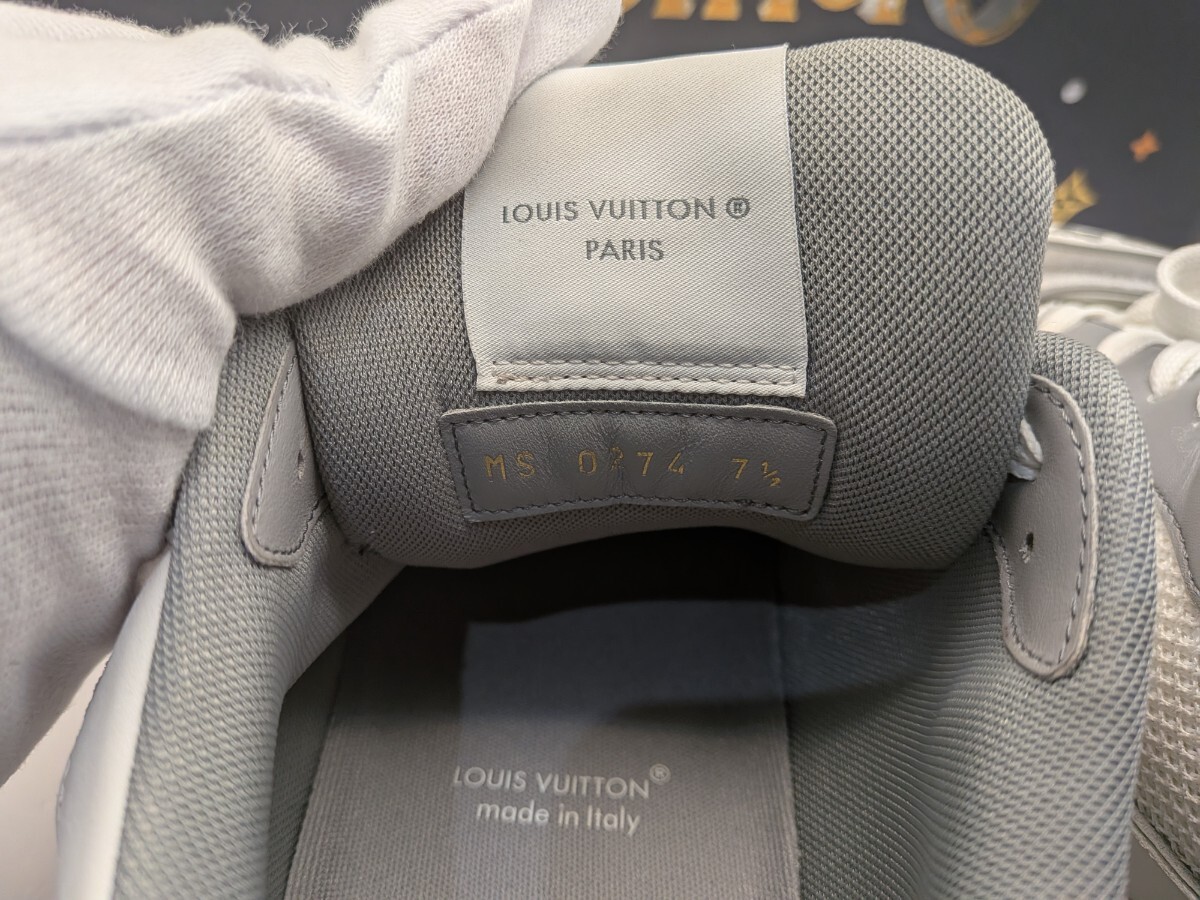 LOUIS VUITTON ®
PARIS
MS 0274 7½
LOUIS VUITTON®
made in Italy